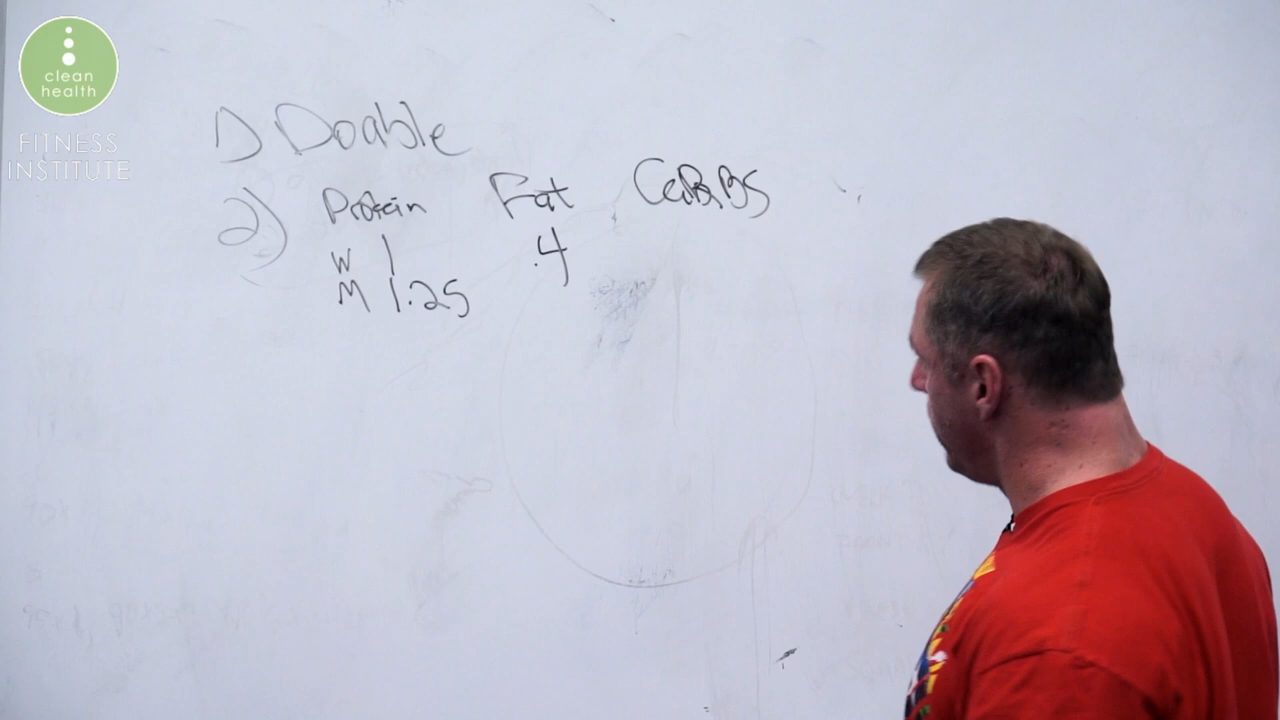 clean
health
FITNESS
INSTITUTE
1) Doable
2) Protein Fat CaRBS
W 1 .4
M 1.25